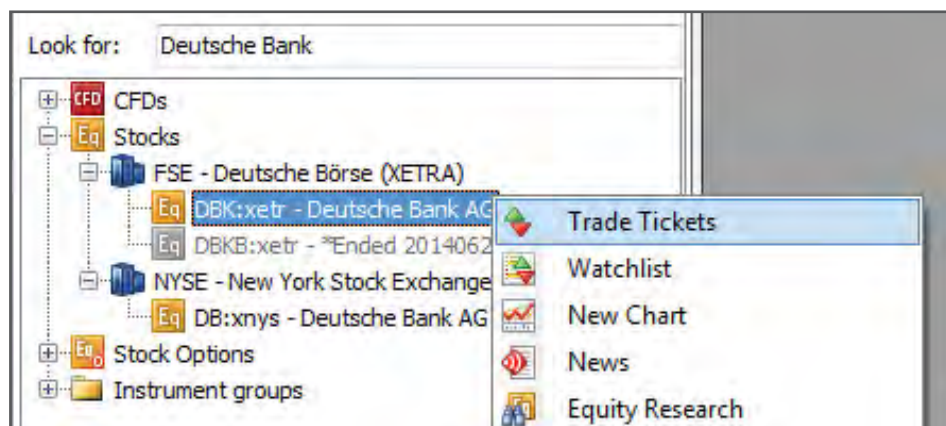 Look for: Deutsche Bank
CFD CFDs
Eq Stocks
FSE - Deutsche Börse (XETRA)
Eq DBK:xetr - Deutsche Bank AG
Eq DBKB:xetr - *Ended 2014062
NYSE - New York Stock Exchange
Eq DB:xnys - Deutsche Bank AG
Eq O Stock Options
Instrument groups
Trade Tickets
Watchlist
New Chart
News
Equity Research